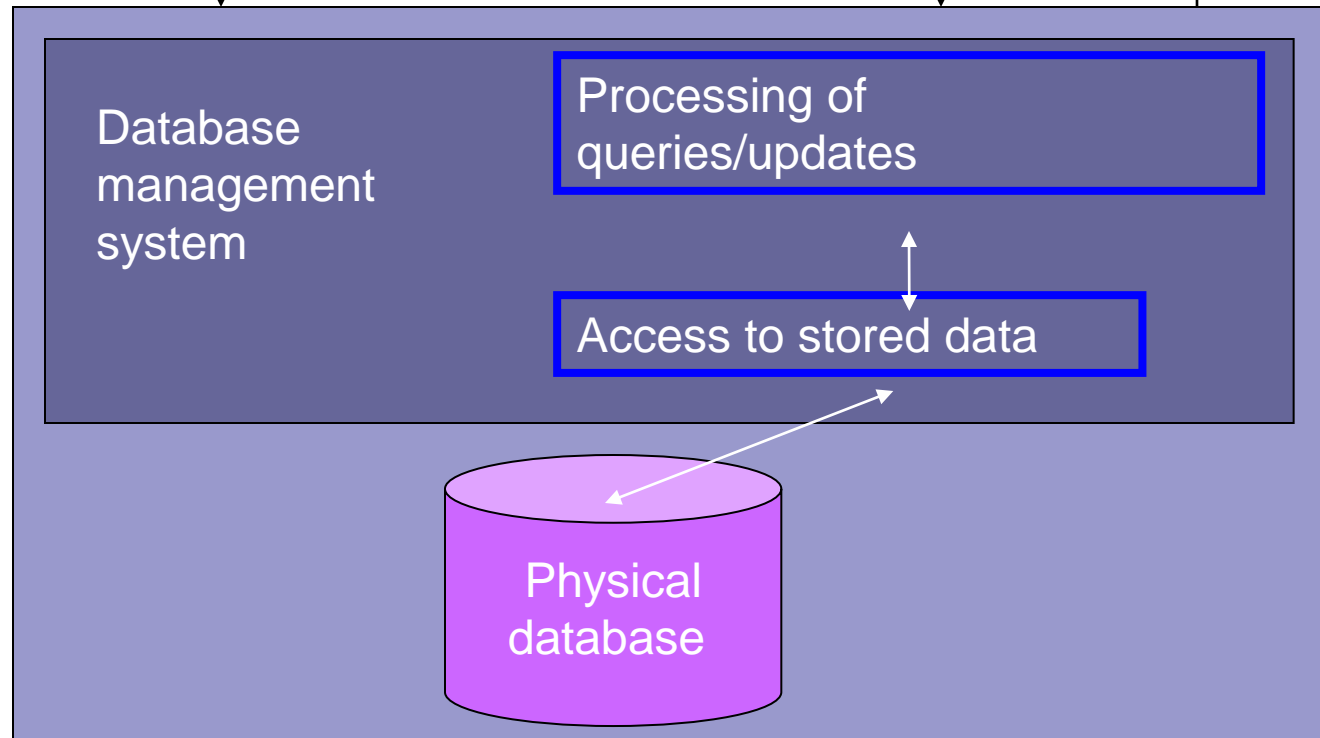 Database
management
system
Processing of
queries/updates
Access to stored data
Physical
database